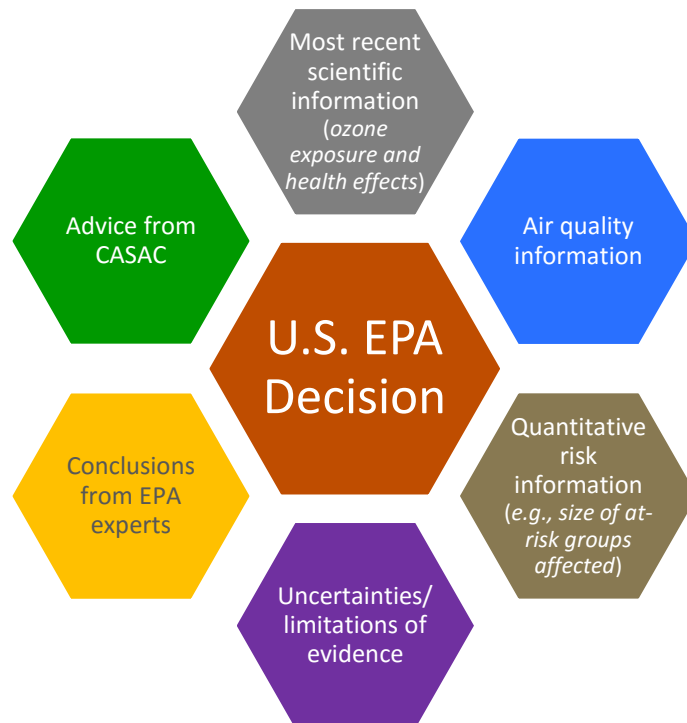 Most recent
scientific
information
(ozone
exposure and
health effects)
Advice from
CASAC
Air quality
information
U.S. EPA
Decision
Conclusions
from EPA
experts
Quantitative
risk
information
(e.g., size of at-
risk groups
affected)
Uncertainties/
limitations of
evidence